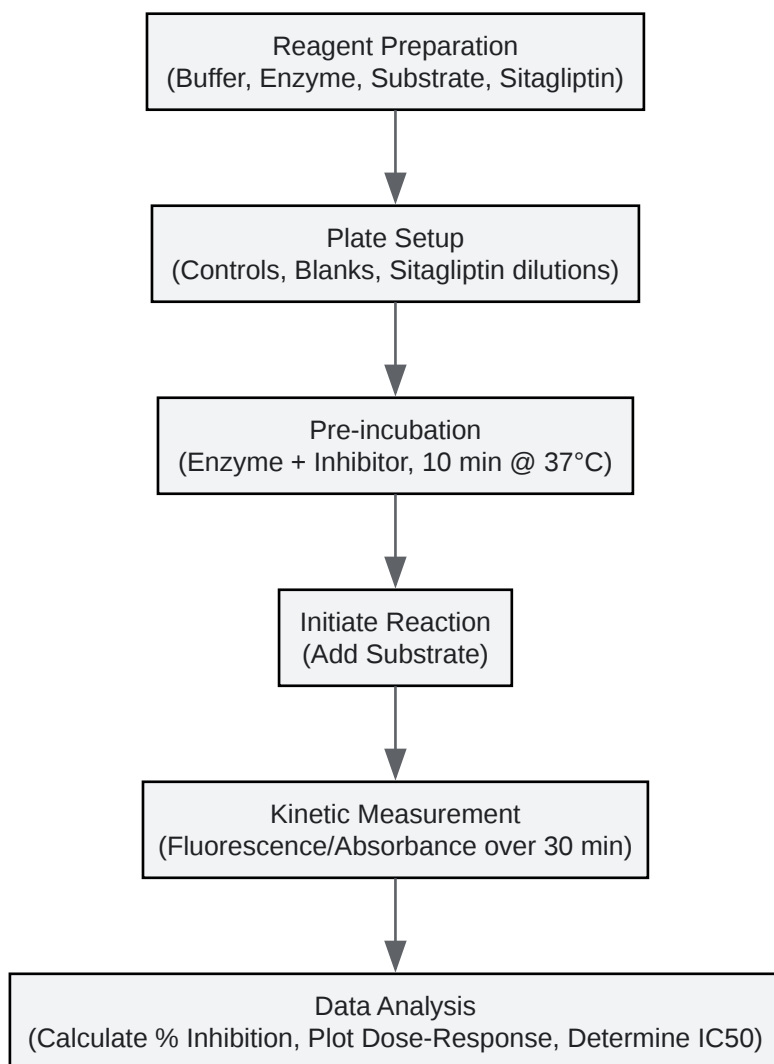 Reagent Preparation
(Buffer, Enzyme, Substrate, Sitagliptin)
Plate Setup
(Controls, Blanks, Sitagliptin dilutions)
Pre-incubation
(Enzyme + Inhibitor, 10 min @ 37°C)
Initiate Reaction
(Add Substrate)
Kinetic Measurement
(Fluorescence/Absorbance over 30 min)
Data Analysis
(Calculate % Inhibition, Plot Dose-Response, Determine IC50)